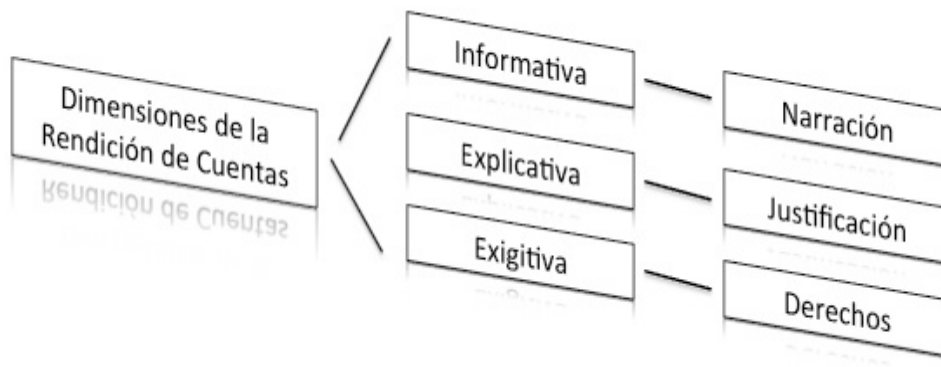 Dimensiones de la
Rendición de Cuentas
Informativa
Narración
Explicativa
Justificación
Exigitiva
Derechos